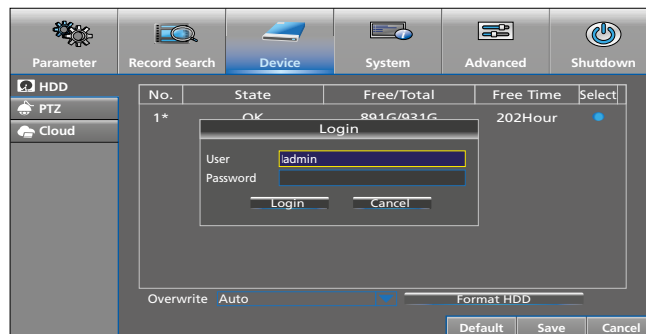 Parameter Record Search Device System Advanced Shutdown
HDD
PTZ
Cloud
No. State Free/Total Free Time Select
1* OK 891G/931G 202Hour
Login
User admin
Password
Login Cancel
Overwrite Auto Format HDD
Default Save Cancel